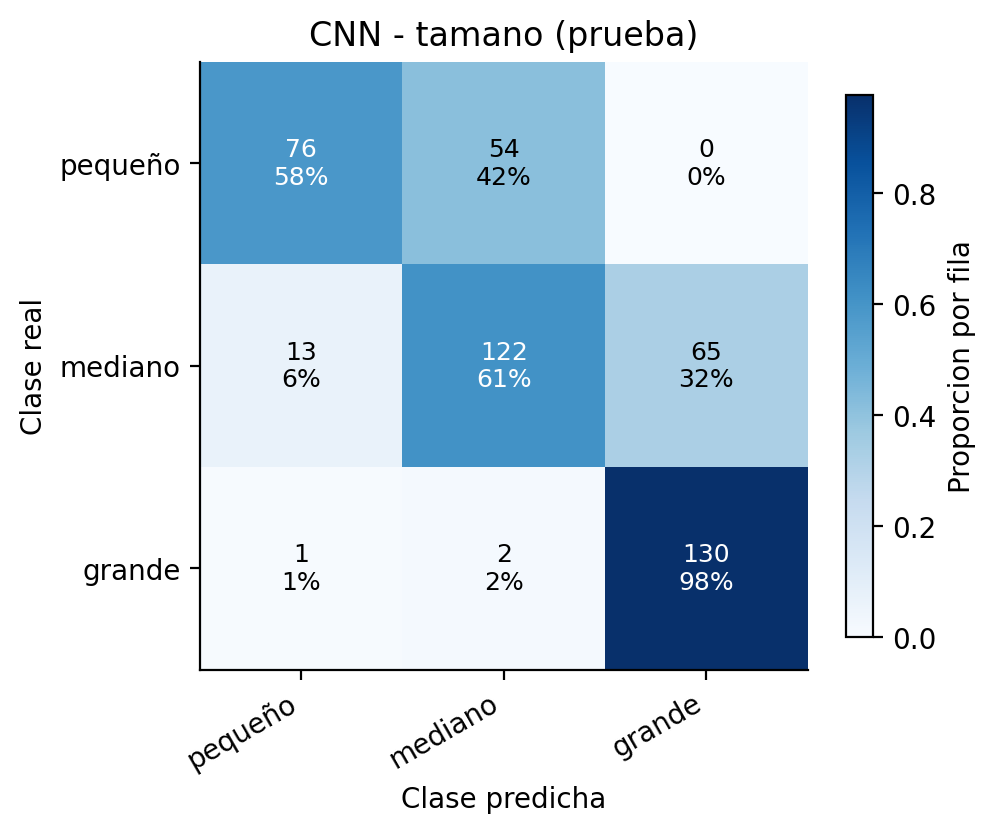 CNN - tamano (prueba)
pequeño
76
58%
54
42%
0
0%
mediano
13
6%
122
61%
65
32%
grande
1
1%
2
2%
130
98%
pequeño
mediano
grande
Clase predicha
Clase real
0.8
0.6
0.4
0.2
0.0
Proporcion por fila